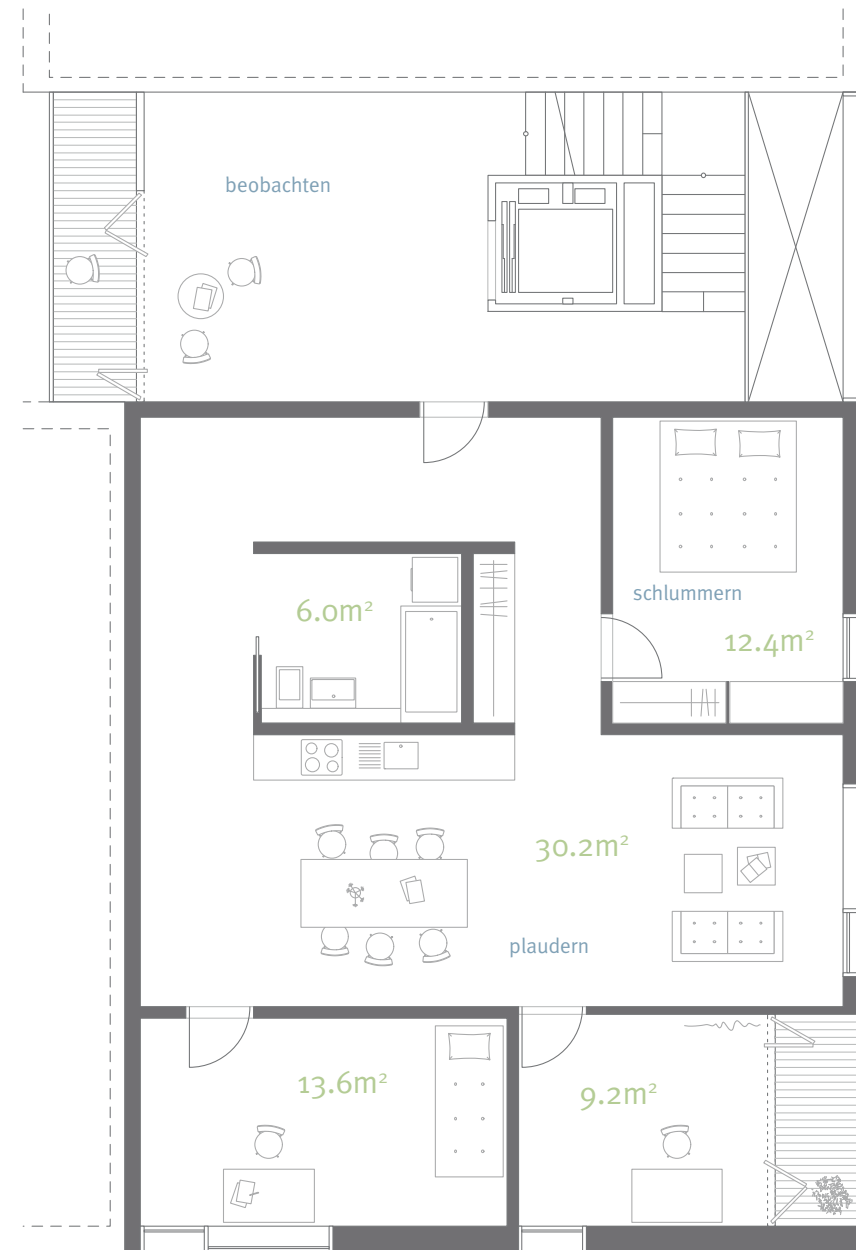 beobachten
schlummern
6.0m²
12.4m²
30.2m²
plaudern
13.6m²
9.2m²